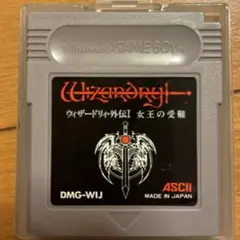 Nintendo GAME BOY
Wizardry
ウィザードリィ・外伝Ⅰ 女王の受難
DMG-WIJ
ASCII
MADE IN JAPAN